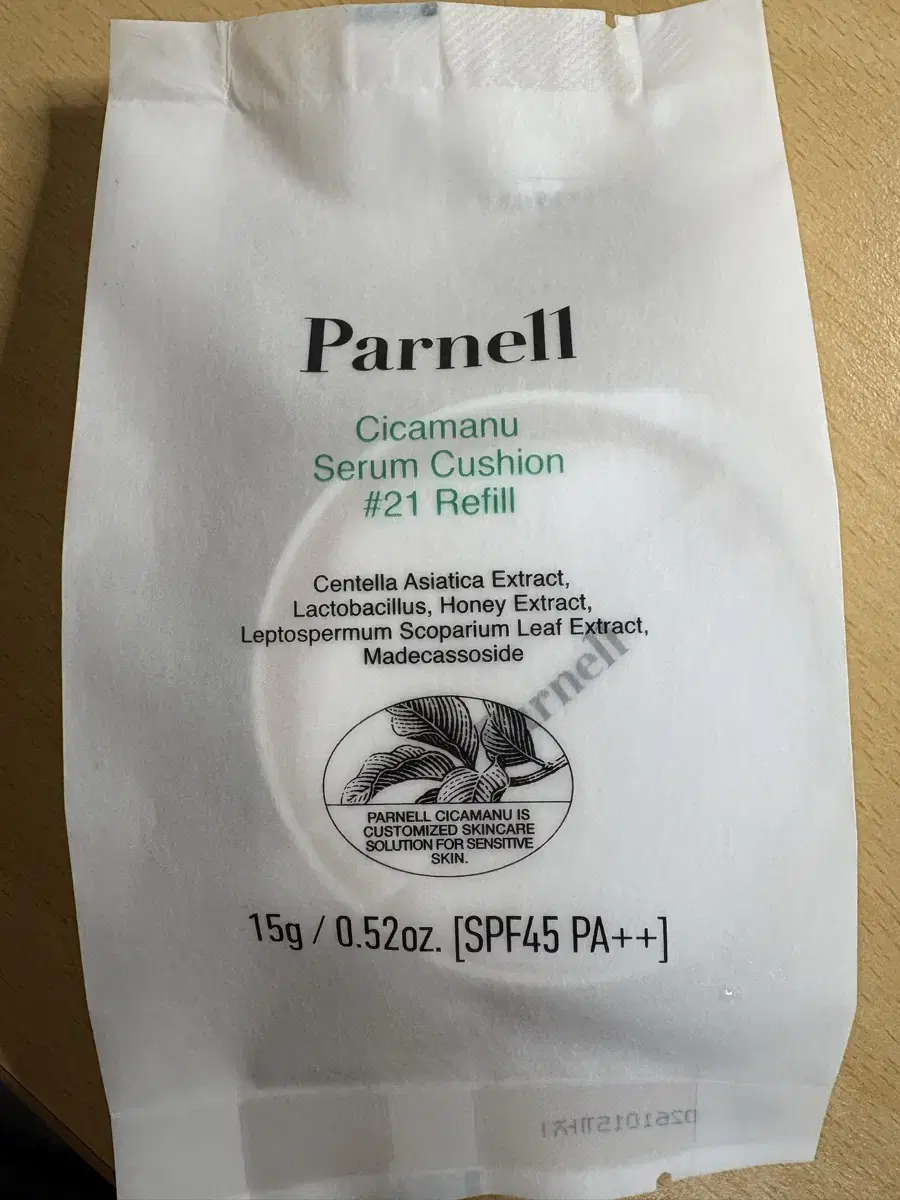 Parnell
Cicamanu
Serum Cushion
#21 Refill
Centella Asiatica Extract,
Lactobacillus, Honey Extract,
Leptospermum Scoparium Leaf Extract,
Madecassoside
Parnell
PARNELL CICAMANU IS
CUSTOMIZED SKINCARE
SOLUTION FOR SENSITIVE
SKIN.
15g / 0.52oz. [SPF45 PA++]